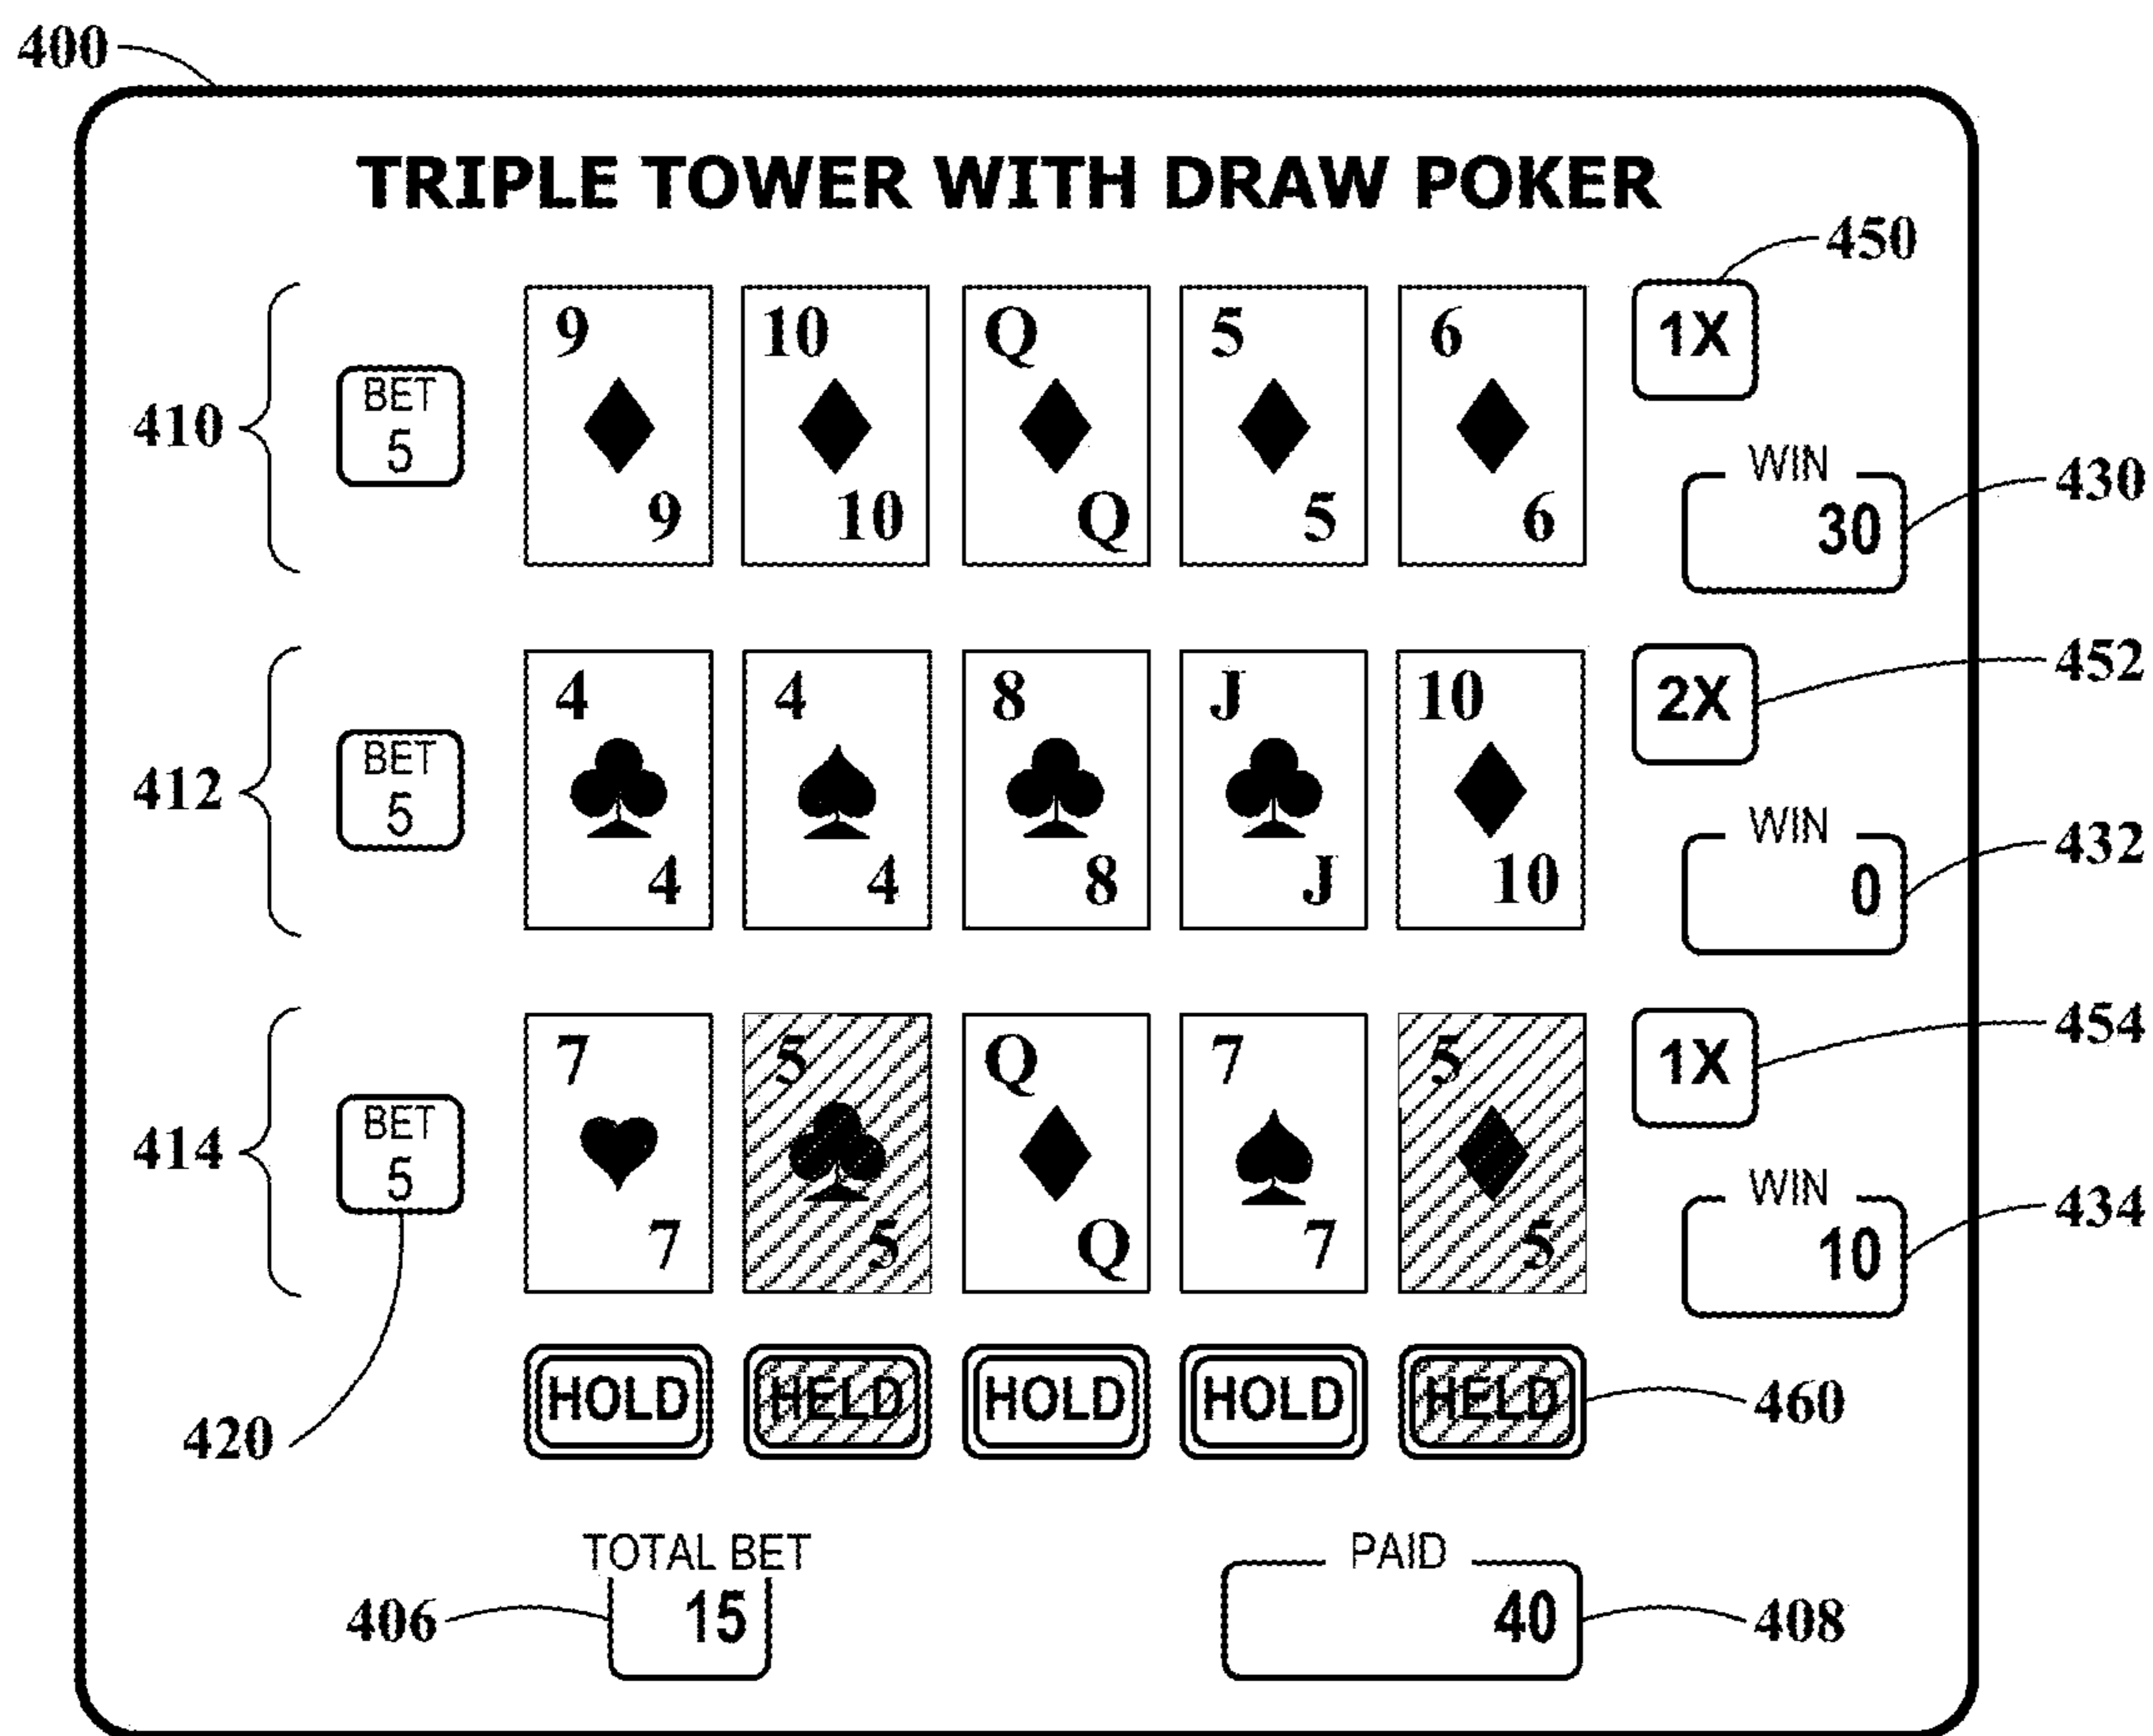 400
TRIPLE TOWER WITH DRAW POKER
450
9 10 Q 5 6 1X
410 BET 5
WIN 30 430
9 10 Q 5 6
452
4 4 8 J 10 2X
412 BET 5
WIN 0 432
4 4 8 J 10
454
7 5 Q 7 5 1X
414 BET 5
WIN 10 434
7 5 Q 7 5
HOLD HELD HOLD HOLD HELD 460
420
TOTAL BET PAID
406 15 40 408